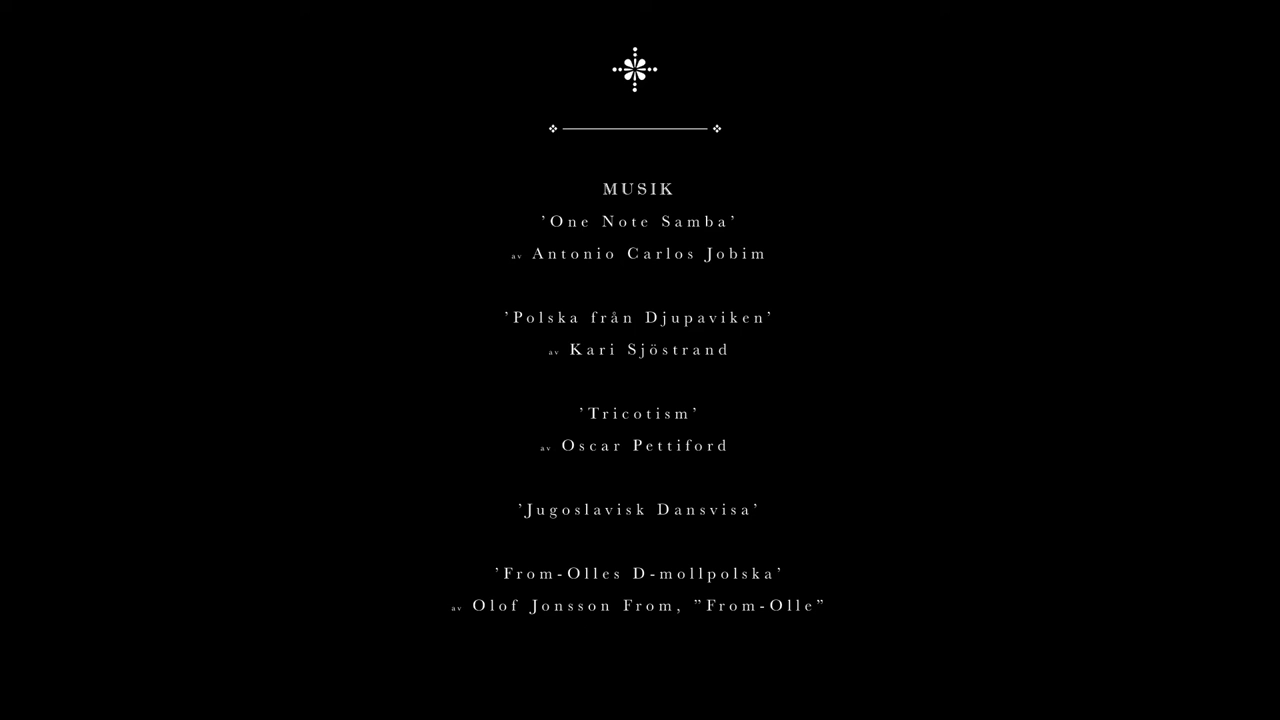 MUSIK
’One Note Samba’
av Antonio Carlos Jobim
’Polska från Djupaviken’
av Kari Sjöstrand
’Tricotism’
av Oscar Pettiford
’Jugoslavisk Dansvisa’
’From-Olles D-mollpolska’
av Olof Jonsson From, ”From-Olle”